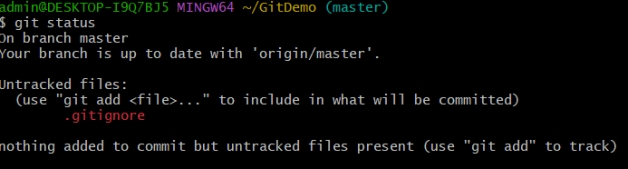 admin@DESKTOP-I9Q7BJ5 MINGW64 ~/GitDemo (master)
$ git status
On branch master
Your branch is up to date with 'origin/master'.
Untracked files:
(use "git add <file>..." to include in what will be committed)
.gitignore
nothing added to commit but untracked files present (use "git add" to track)